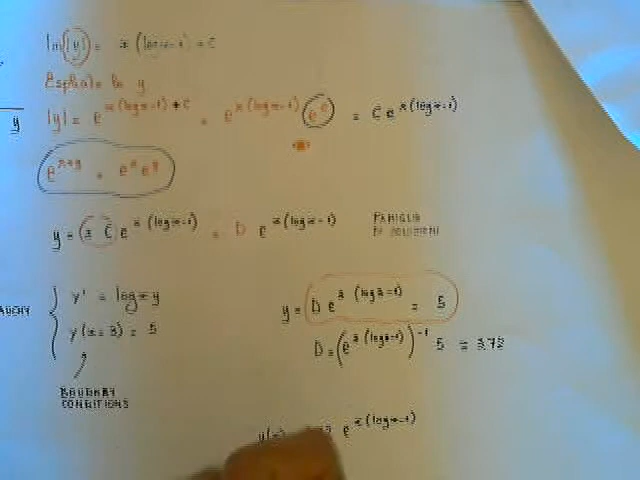 ln|y| = x (log x - 1) + C
Esplicito la y
|y| = e^{x(log x - 1) + C} = e^{x(log x - 1)} e^C = C e^{x(log x - 1)}
y
e^{x+y} = e^x e^y
y = (± C) e^{x(log x - 1)} = D e^{x(log x - 1)} FAMIGLIA DI SOLUZIONI
AUCHY { y' = log x y
y(x=3) = 5
y = D e^{3(log 3 - 1)} = 5
D = (e^{3(log 3 - 1)})^{-1} 5 = 3.72
BOUNDARY
CONDITIONS
y(x) e^{x(log x - 1)}